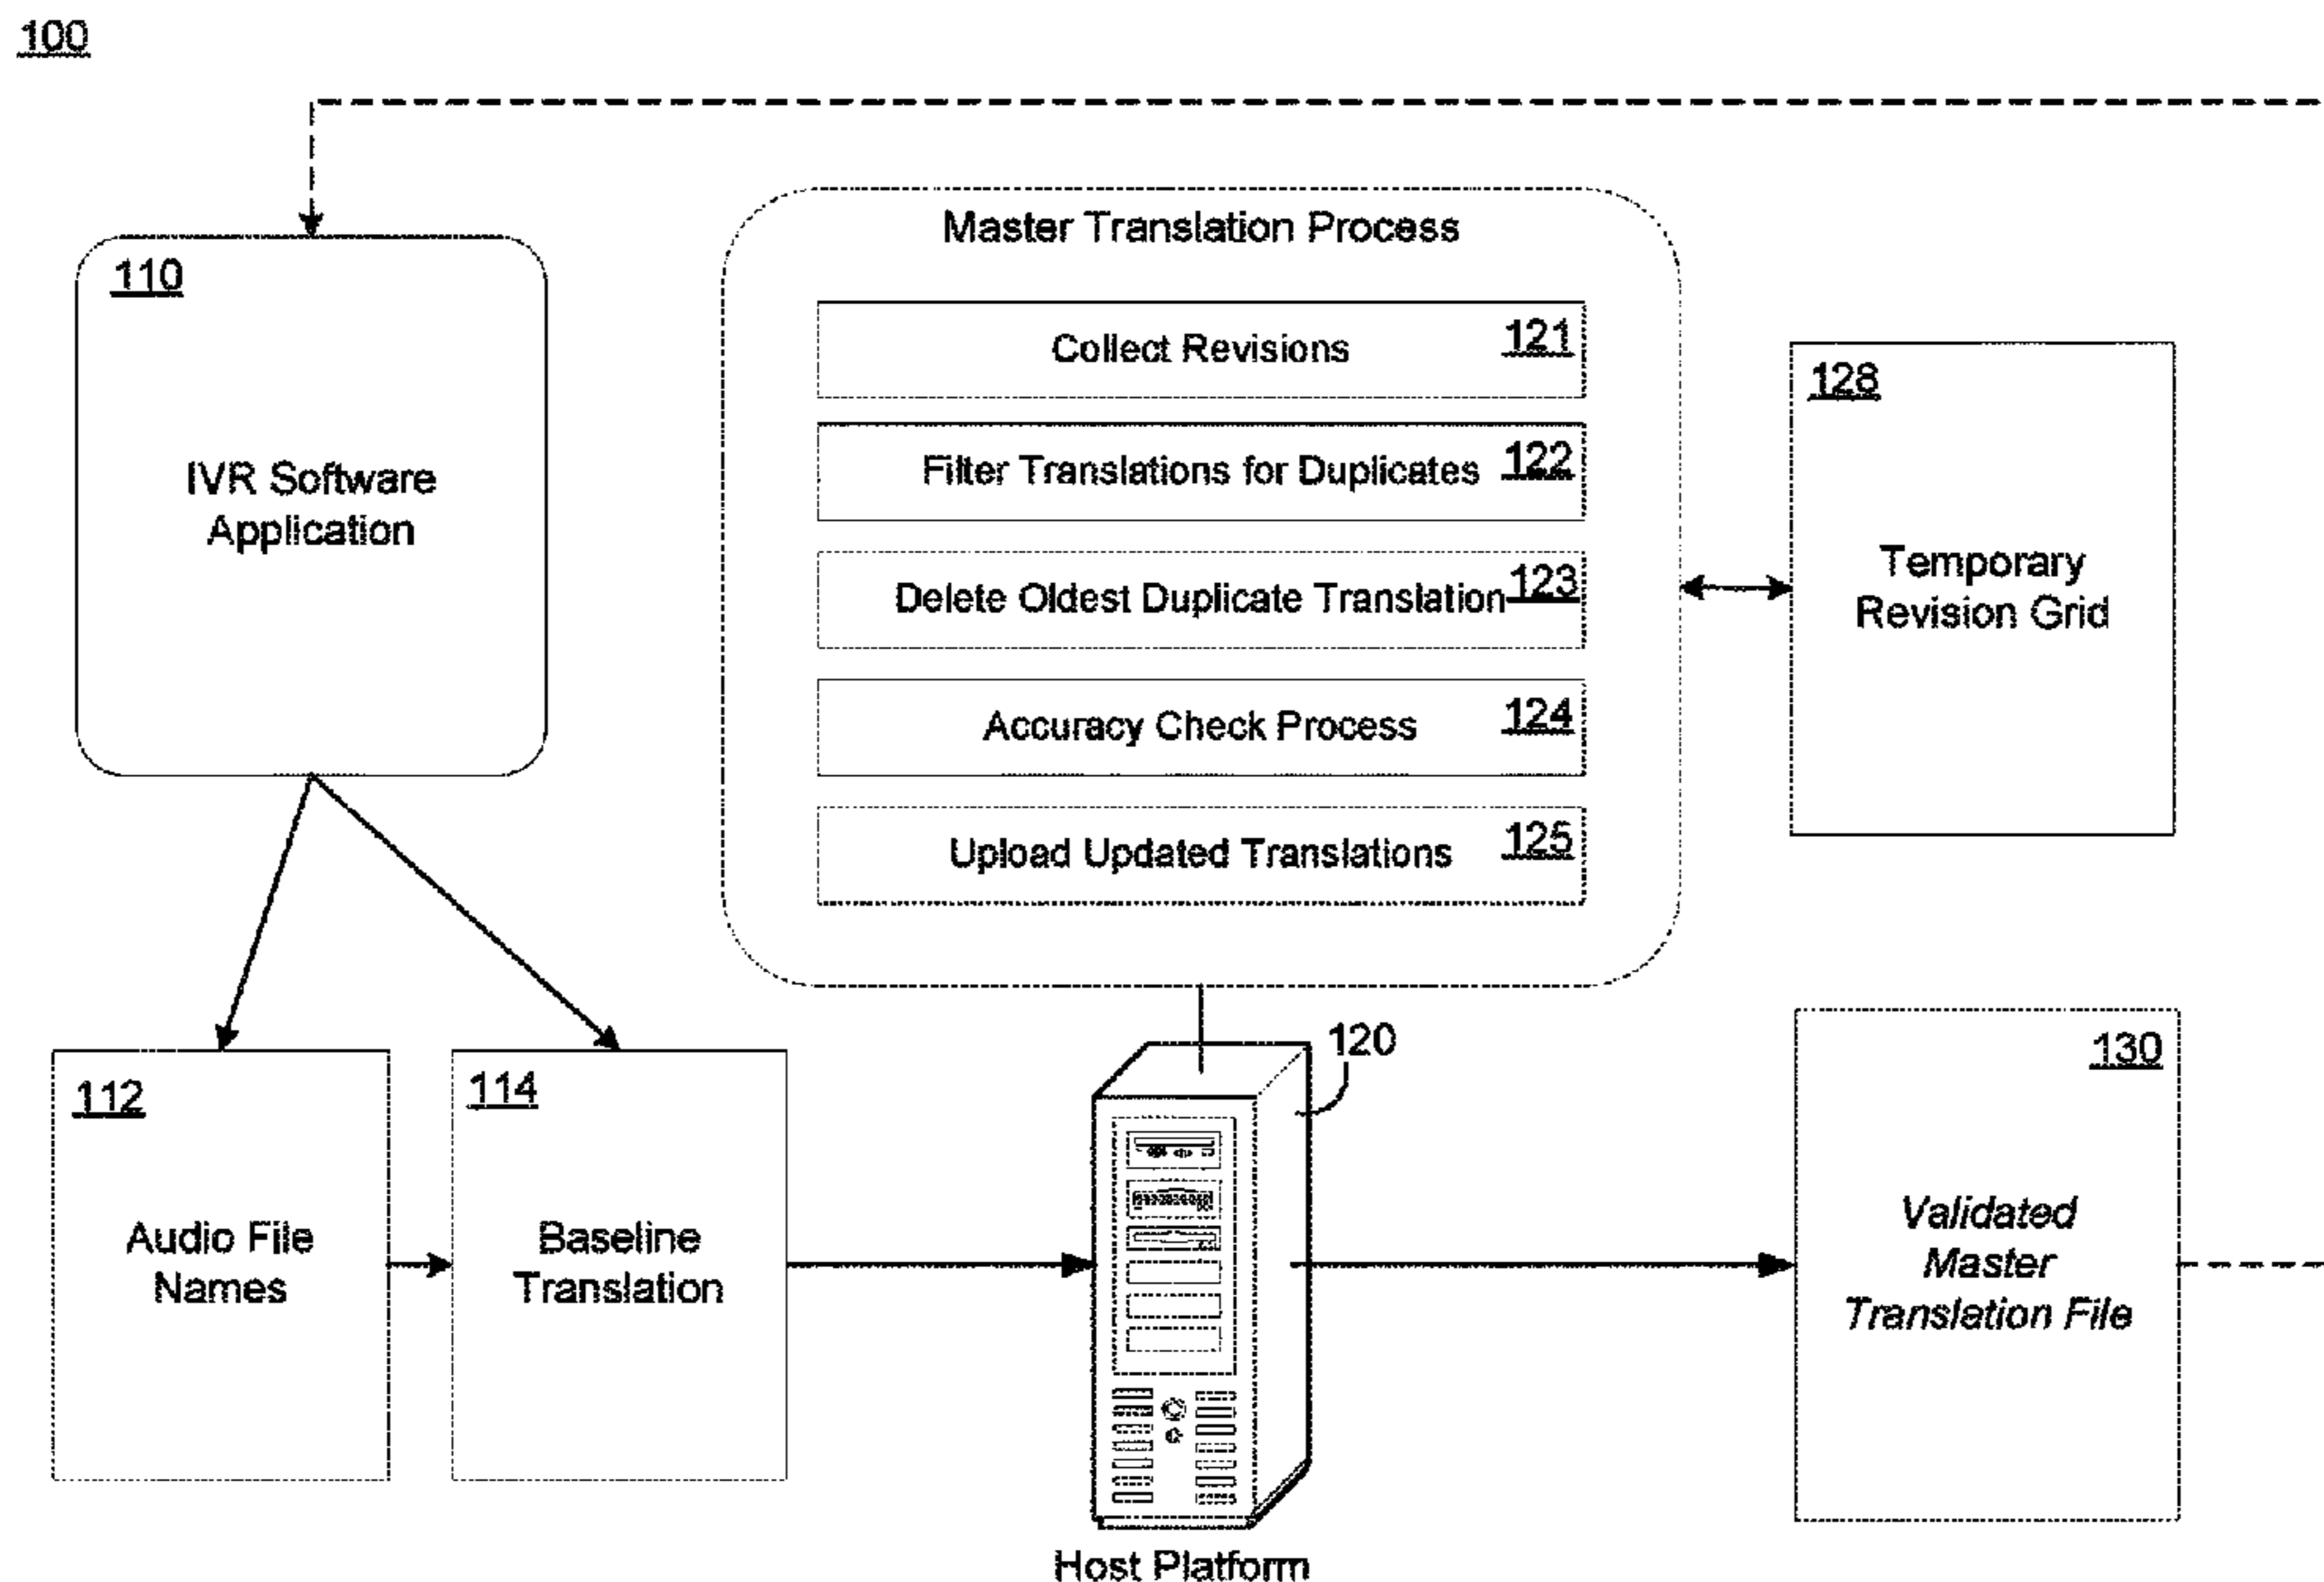 100
Master Translation Process
110
IVR Software
Application
Collect Revisions 121
Filter Translations for Duplicates 122
Delete Oldest Duplicate Translation 123
Accuracy Check Process 124
Upload Updated Translations 125
128
Temporary
Revision Grid
112
Audio File
Names
114
Baseline
Translation
120
Host Platform
130
Validated
Master
Translation File